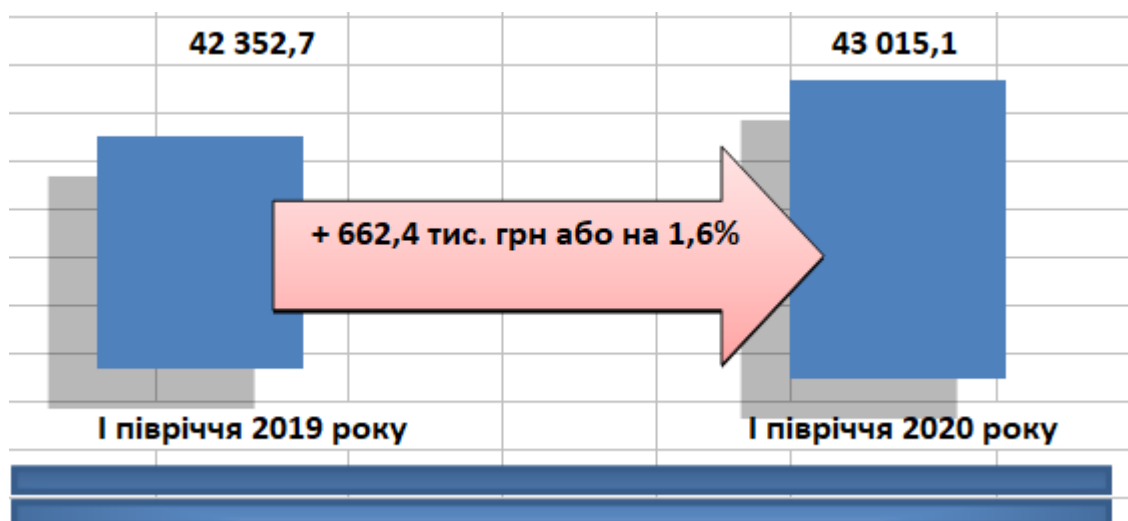 42 352,7
43 015,1
+ 662,4 тис. грн або на 1,6%
І півріччя 2019 року
І півріччя 2020 року